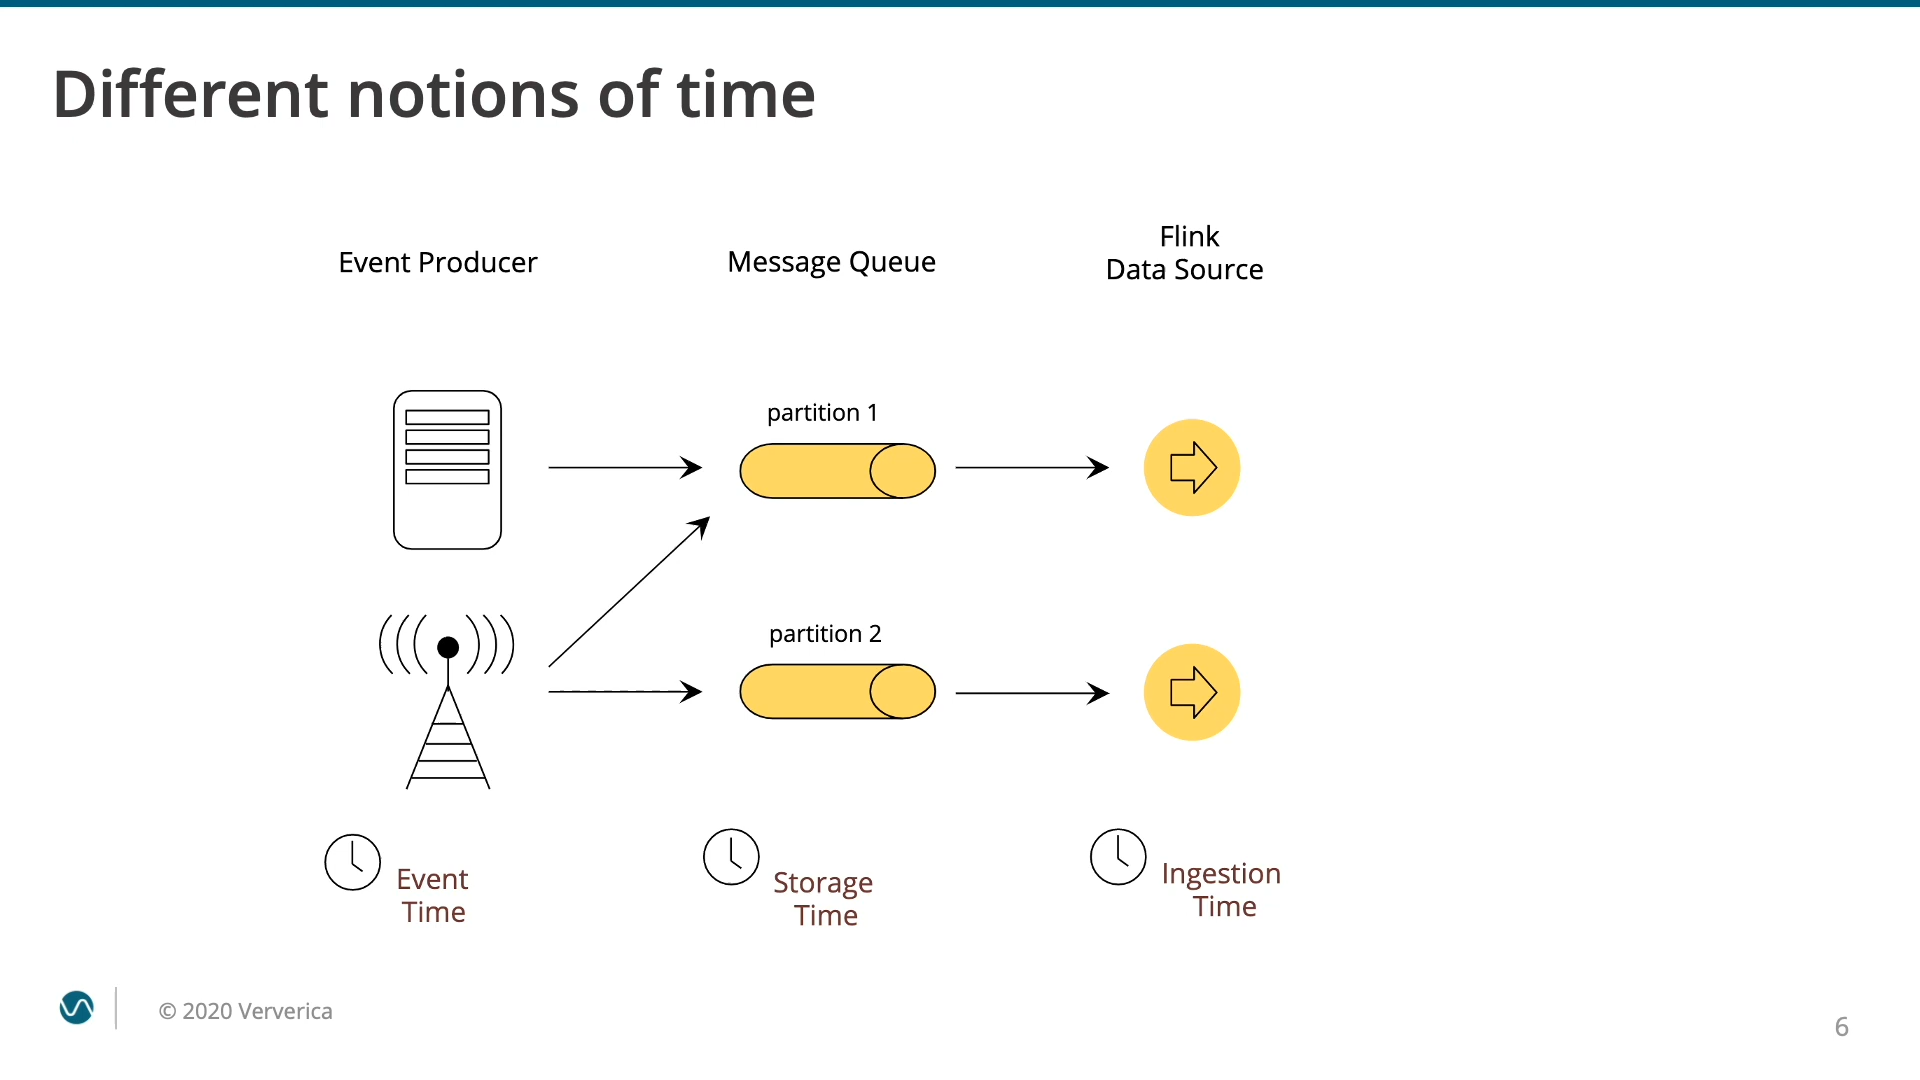 Different notions of time
Event Producer
Message Queue
Flink
Data Source
partition 1
partition 2
Event
Time
Storage
Time
Ingestion
Time
© 2020 Ververica
6